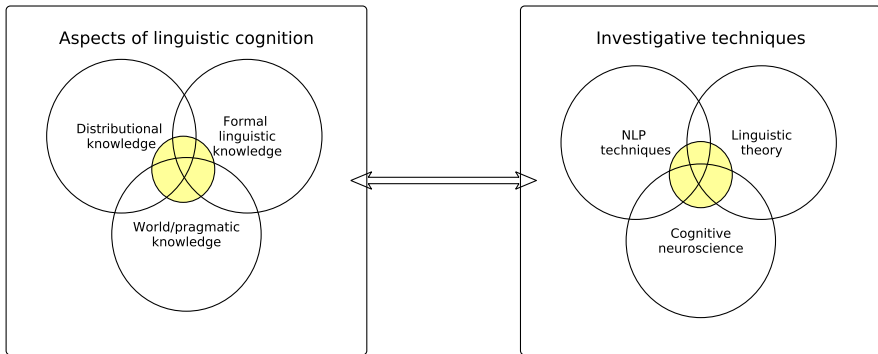 Aspects of linguistic cognition
Distributional
knowledge
Formal
linguistic
knowledge
World/pragmatic
knowledge
Investigative techniques
NLP
techniques
Linguistic
theory
Cognitive
neuroscience